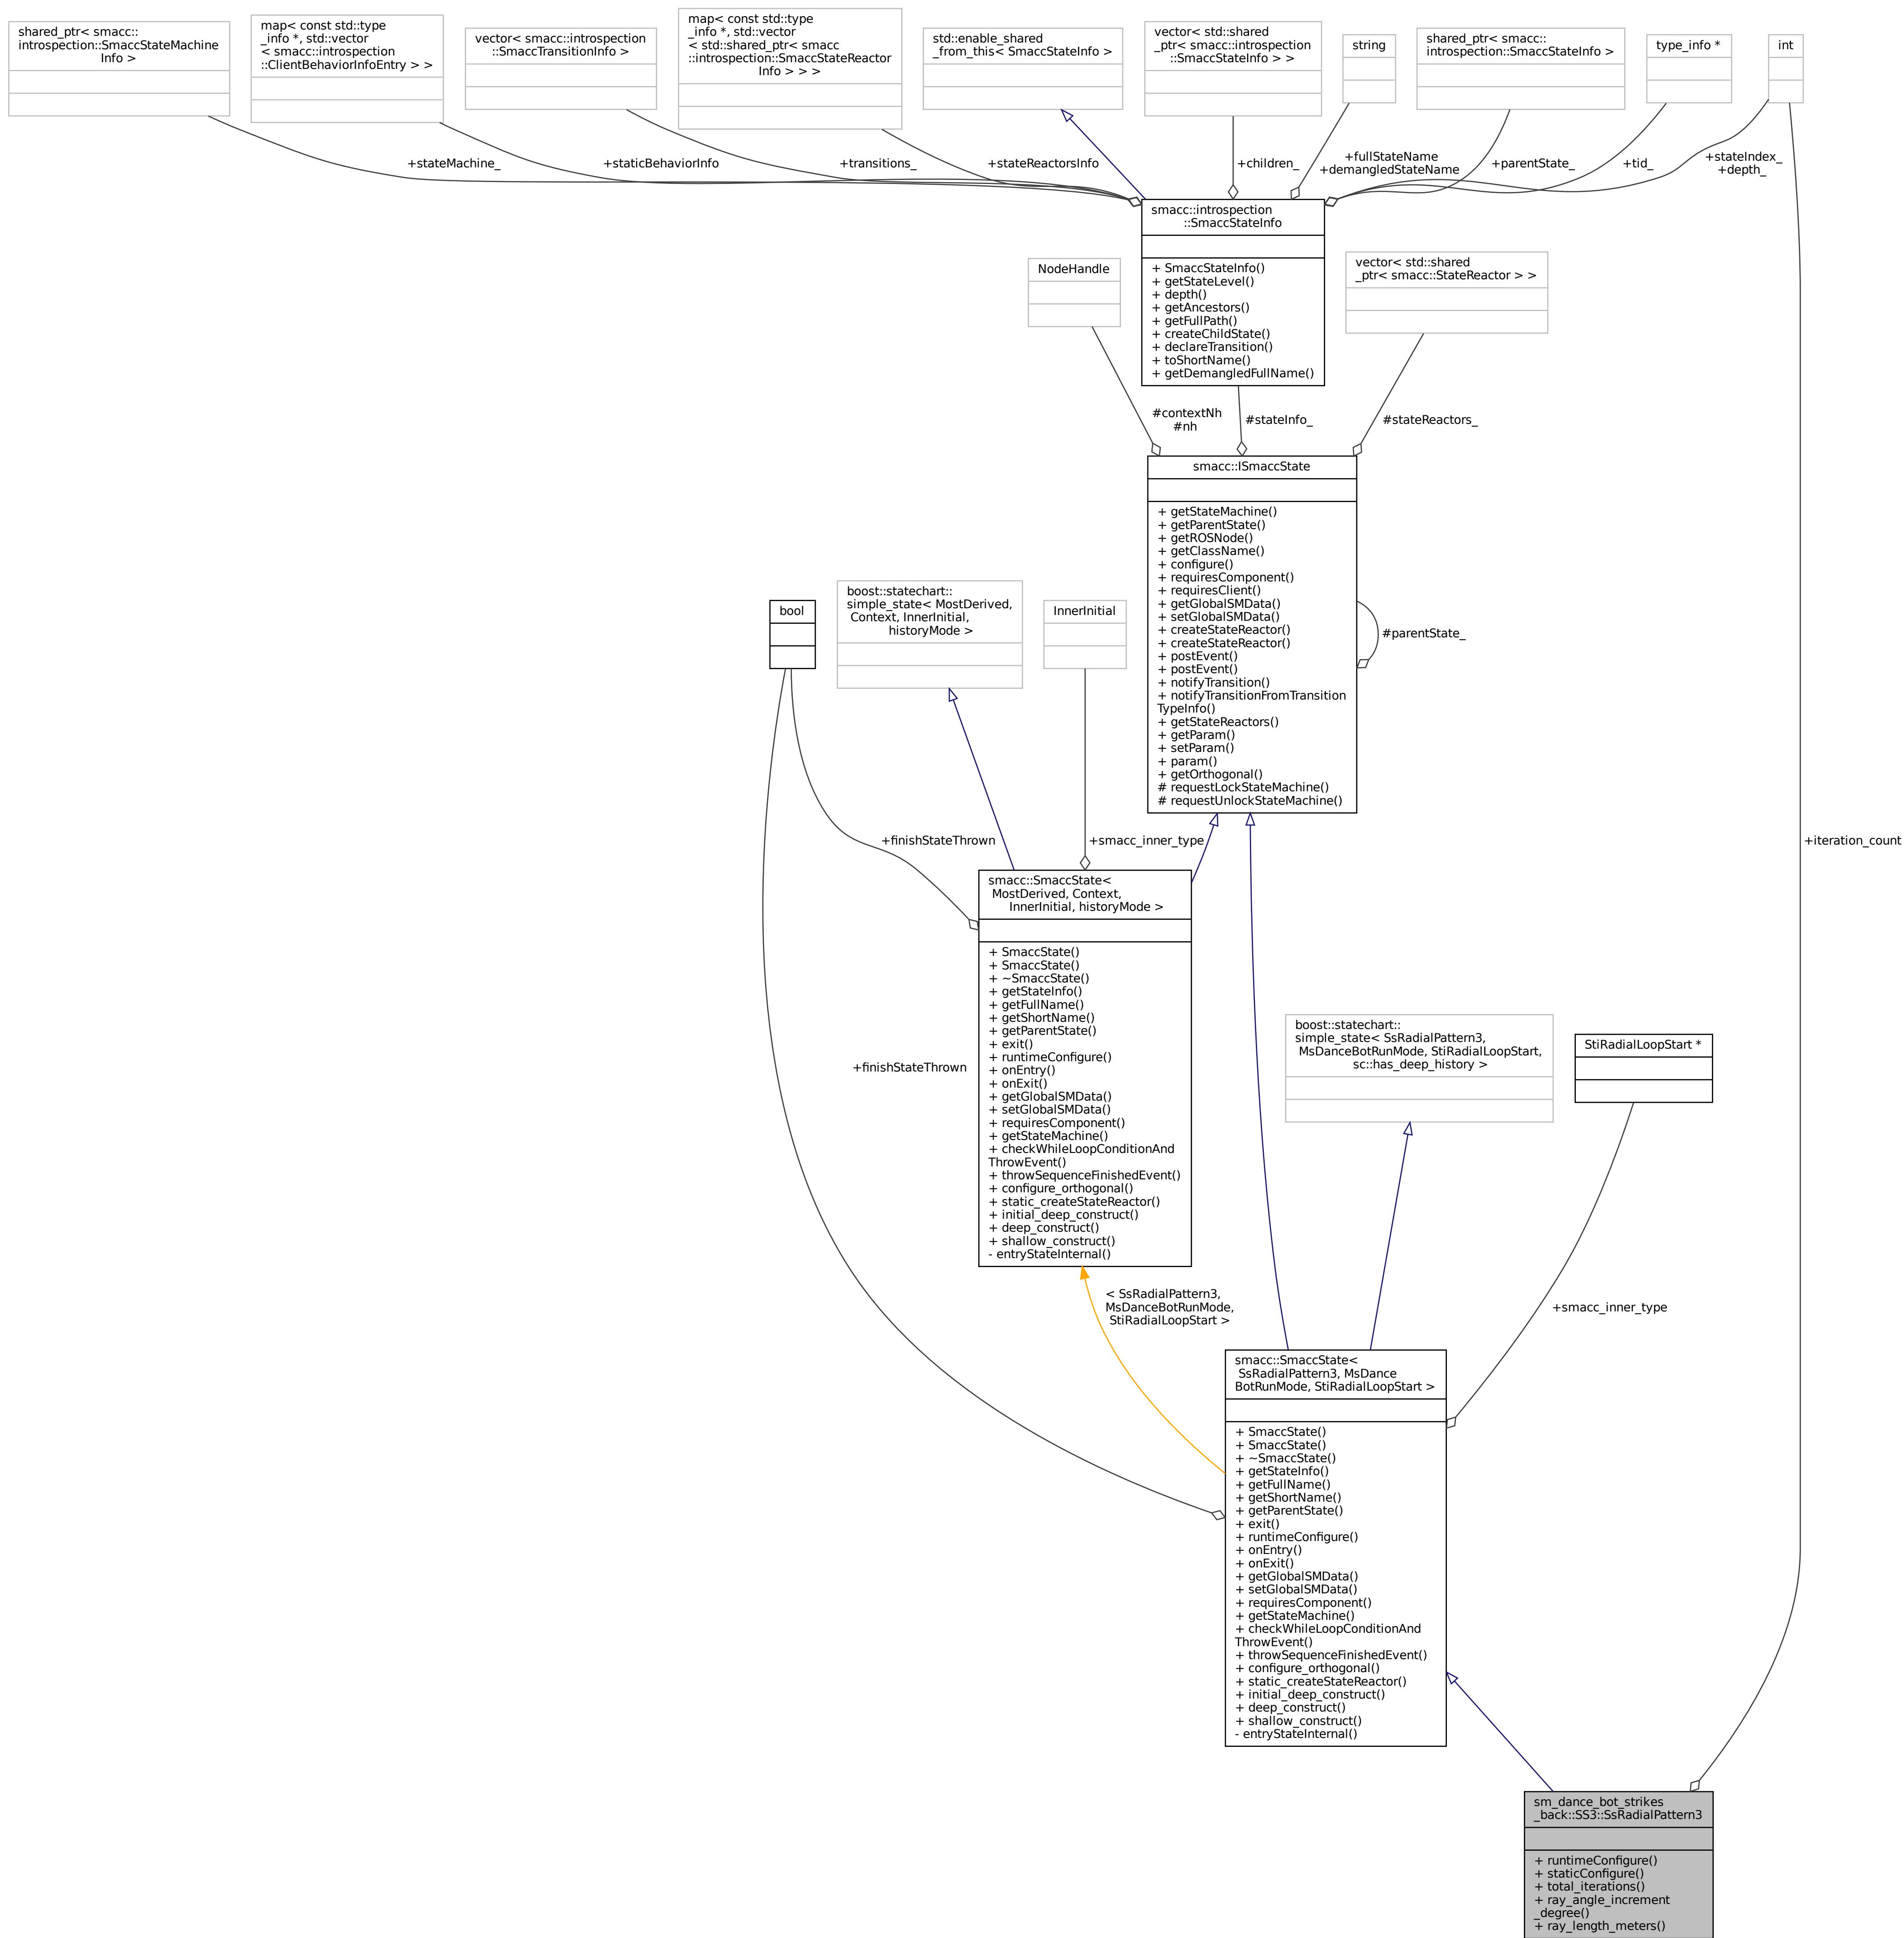 shared_ptr< smacc::
introspection::SmaccStateMachine
Info >
map< const std::type
_info *, std::vector
< smacc::introspection
::ClientBehaviorInfoEntry > >
vector< smacc::introspection
::SmaccTransitionInfo >
map< const std::type
_info *, std::vector
< std::shared_ptr< smacc
::introspection::SmaccStateReactor
Info > > >
std::enable_shared
_from_this< SmaccStateInfo >
vector< std::shared
_ptr< smacc::introspection
::SmaccStateInfo > >
string
shared_ptr< smacc::
introspection::SmaccStateInfo >
type_info *
int
+stateMachine_
+staticBehaviorInfo
+transitions_
+stateReactorsInfo
+children_
+fullStateName
+demangledStateName
+parentState_
+tid_
+stateIndex_
+depth_
smacc::introspection
::SmaccStateInfo
+ SmaccStateInfo()
+ getStateLevel()
+ depth()
+ getAncestors()
+ getFullPath()
+ createChildState()
+ declareTransition()
+ toShortName()
+ getDemangledFullName()
NodeHandle
vector< std::shared
_ptr< smacc::StateReactor > >
#contextNh
#nh
#stateInfo_
#stateReactors_
smacc::ISmaccState
+ getStateMachine()
+ getParentState()
+ getROSNode()
+ getClassName()
+ configure()
+ requiresComponent()
+ requiresClient()
+ getGlobalSMData()
+ setGlobalSMData()
+ createStateReactor()
+ createStateReactor()
+ postEvent()
+ postEvent()
+ notifyTransition()
+ notifyTransitionFromTransition
TypeInfo()
+ getStateReactors()
+ getParam()
+ setParam()
+ param()
+ getOrthogonal()
# requestLockStateMachine()
# requestUnlockStateMachine()
#parentState_
bool
boost::statechart::
simple_state< MostDerived,
Context, InnerInitial,
historyMode >
InnerInitial
+finishStateThrown
+smacc_inner_type
+iteration_count
smacc::SmaccState<
MostDerived, Context,
InnerInitial, historyMode >
+ SmaccState()
+ SmaccState()
+ ~SmaccState()
+ getStateInfo()
+ getFullName()
+ getShortName()
+ getParentState()
+ exit()
+ runtimeConfigure()
+ onEntry()
+ onExit()
+ getGlobalSMData()
+ setGlobalSMData()
+ requiresComponent()
+ getStateMachine()
+ checkWhileLoopConditionAnd
ThrowEvent()
+ throwSequenceFinishedEvent()
+ configure_orthogonal()
+ static_createStateReactor()
+ initial_deep_construct()
+ deep_construct()
+ shallow_construct()
- entryStateInternal()
+finishStateThrown
boost::statechart::
simple_state< SsRadialPattern3,
MsDanceBotRunMode, StiRadialLoopStart,
sc::has_deep_history >
StiRadialLoopStart *
< SsRadialPattern3,
MsDanceBotRunMode,
StiRadialLoopStart >
+smacc_inner_type
smacc::SmaccState<
SsRadialPattern3, MsDance
BotRunMode, StiRadialLoopStart >
+ SmaccState()
+ SmaccState()
+ ~SmaccState()
+ getStateInfo()
+ getFullName()
+ getShortName()
+ getParentState()
+ exit()
+ runtimeConfigure()
+ onEntry()
+ onExit()
+ getGlobalSMData()
+ setGlobalSMData()
+ requiresComponent()
+ getStateMachine()
+ checkWhileLoopConditionAnd
ThrowEvent()
+ throwSequenceFinishedEvent()
+ configure_orthogonal()
+ static_createStateReactor()
+ initial_deep_construct()
+ deep_construct()
+ shallow_construct()
- entryStateInternal()
sm_dance_bot_strikes
_back::SS3::SsRadialPattern3
+ runtimeConfigure()
+ staticConfigure()
+ total_iterations()
+ ray_angle_increment
_degree()
+ ray_length_meters()